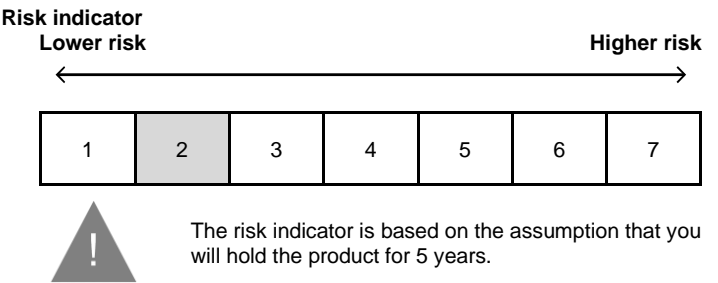 Risk indicator
Lower risk Higher risk
1 2 3 4 5 6 7
!
The risk indicator is based on the assumption that you
will hold the product for 5 years.